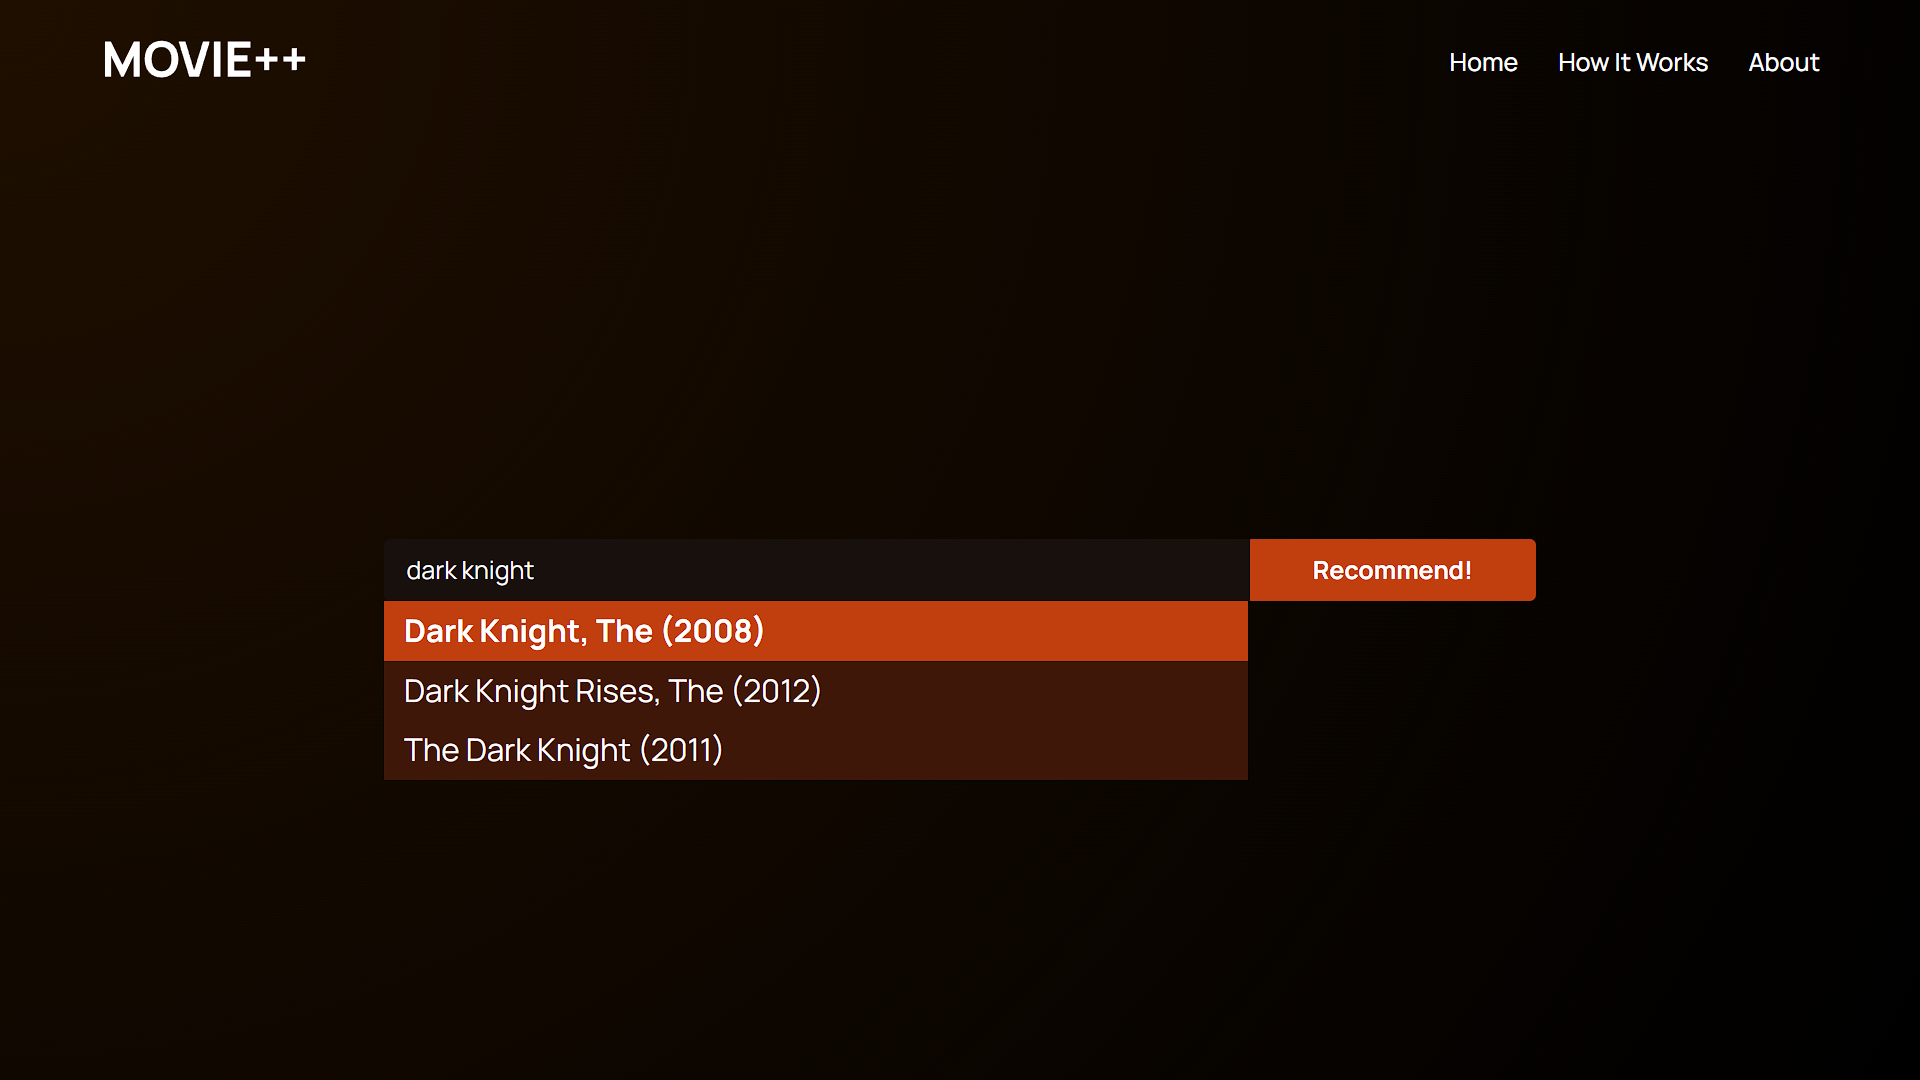 MOVIE++
Home How It Works About
dark knight Recommend!
Dark Knight, The (2008)
Dark Knight Rises, The (2012)
The Dark Knight (2011)